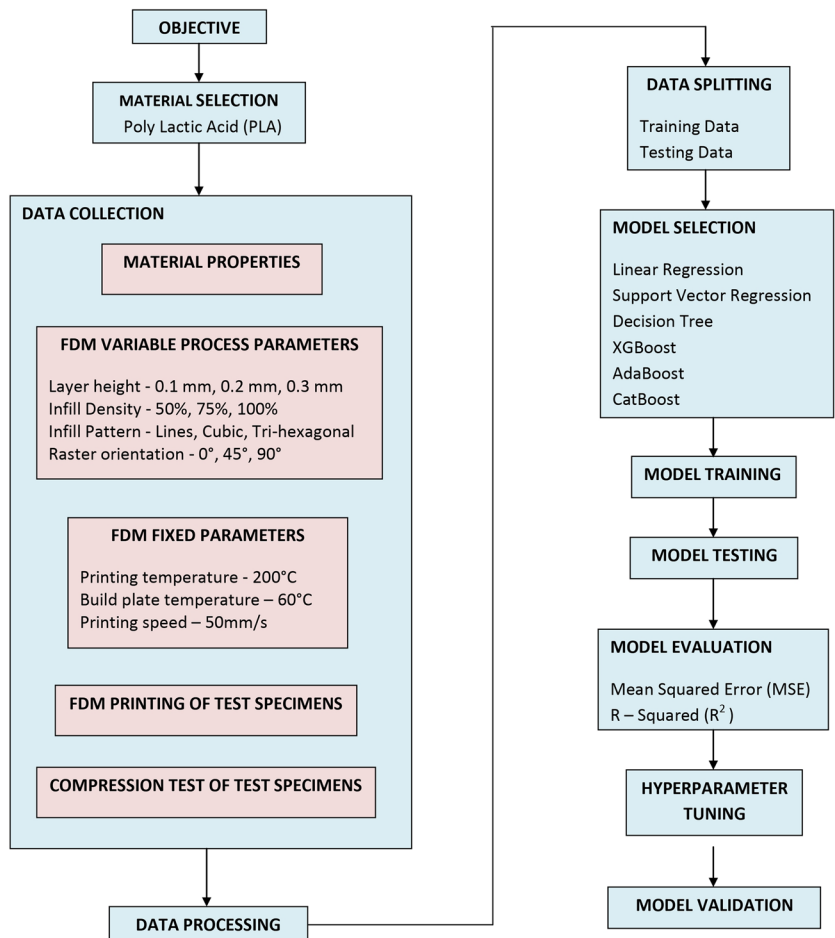 OBJECTIVE
MATERIAL SELECTION
Poly Lactic Acid (PLA)
DATA COLLECTION
MATERIAL PROPERTIES
FDM VARIABLE PROCESS PARAMETERS
Layer height - 0.1 mm, 0.2 mm, 0.3 mm
Infill Density - 50%, 75%, 100%
Infill Pattern - Lines, Cubic, Tri-hexagonal
Raster orientation - 0°, 45°, 90°
FDM FIXED PARAMETERS
Printing temperature - 200°C
Build plate temperature – 60°C
Printing speed – 50mm/s
FDM PRINTING OF TEST SPECIMENS
COMPRESSION TEST OF TEST SPECIMENS
DATA PROCESSING
DATA SPLITTING
Training Data
Testing Data
MODEL SELECTION
Linear Regression
Support Vector Regression
Decision Tree
XGBoost
AdaBoost
CatBoost
MODEL TRAINING
MODEL TESTING
MODEL EVALUATION
Mean Squared Error (MSE)
R – Squared (R²)
HYPERPARAMETER
TUNING
MODEL VALIDATION